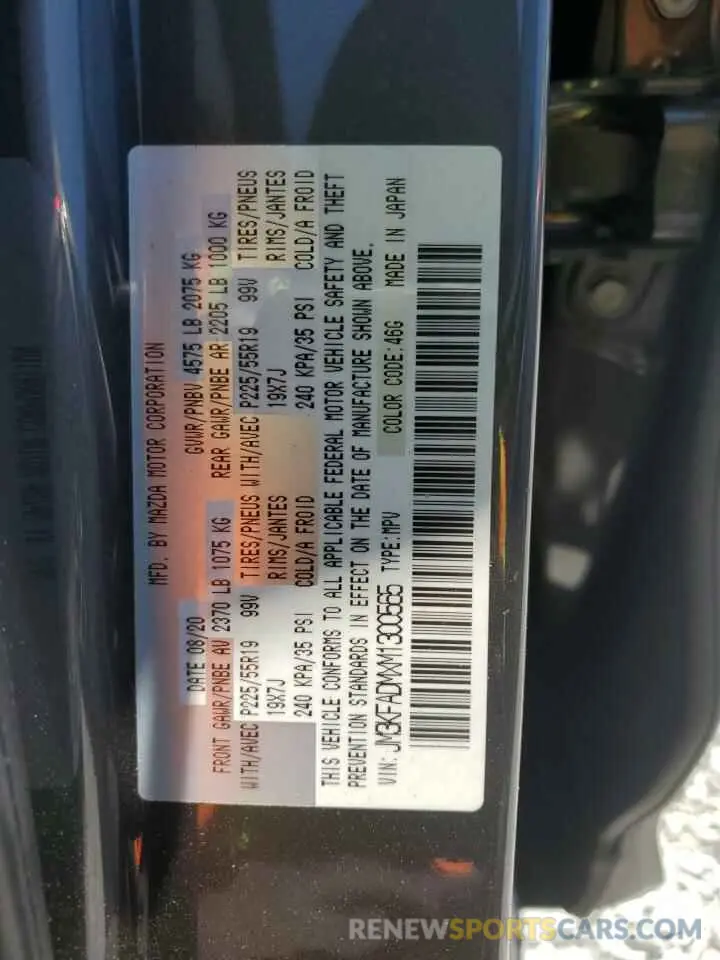 MFD. BY MAZDA MOTOR CORPORATION
DATE 08/20 GVWR/PNBV 4575 LB 2075 KG
FRONT GAWR/PNBE AV 2370 LB 1075 KG REAR GAWR/PNBE AR 2205 LB 1000 KG
WITH/AVEC P225/55R19 99V TIRES/PNEUS WITH/AVEC P225/55R19 99V TIRES/PNEUS
19X7J RIMS/JANTES 19X7J RIMS/JANTES
240 KPA/35 PSI COLD/A FROID 240 KPA/35 PSI COLD/A FROID
THIS VEHICLE CONFORMS TO ALL APPLICABLE FEDERAL MOTOR VEHICLE SAFETY AND THEFT
PREVENTION STANDARDS IN EFFECT ON THE DATE OF MANUFACTURE SHOWN ABOVE.
VIN: JM3KFADMXM1300565 TYPE:MPV COLOR CODE:46G MADE IN JAPAN
RENEWSPORTSCARS.COM